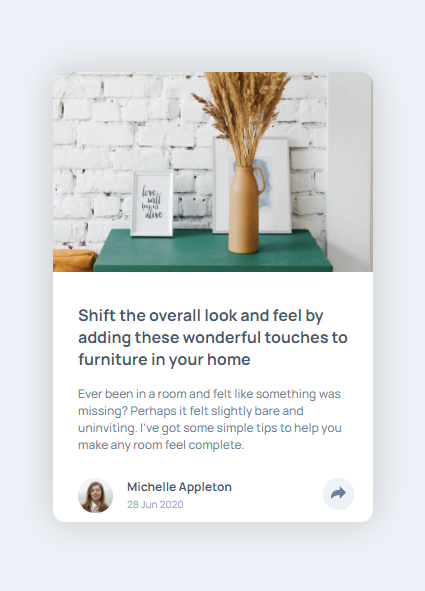 love
will
keep us
alive
Shift the overall look and feel by
adding these wonderful touches to
furniture in your home
Ever been in a room and felt like something was
missing? Perhaps it felt slightly bare and
uninviting. I've got some simple tips to help you
make any room feel complete.
Michelle Appleton
28 Jun 2020